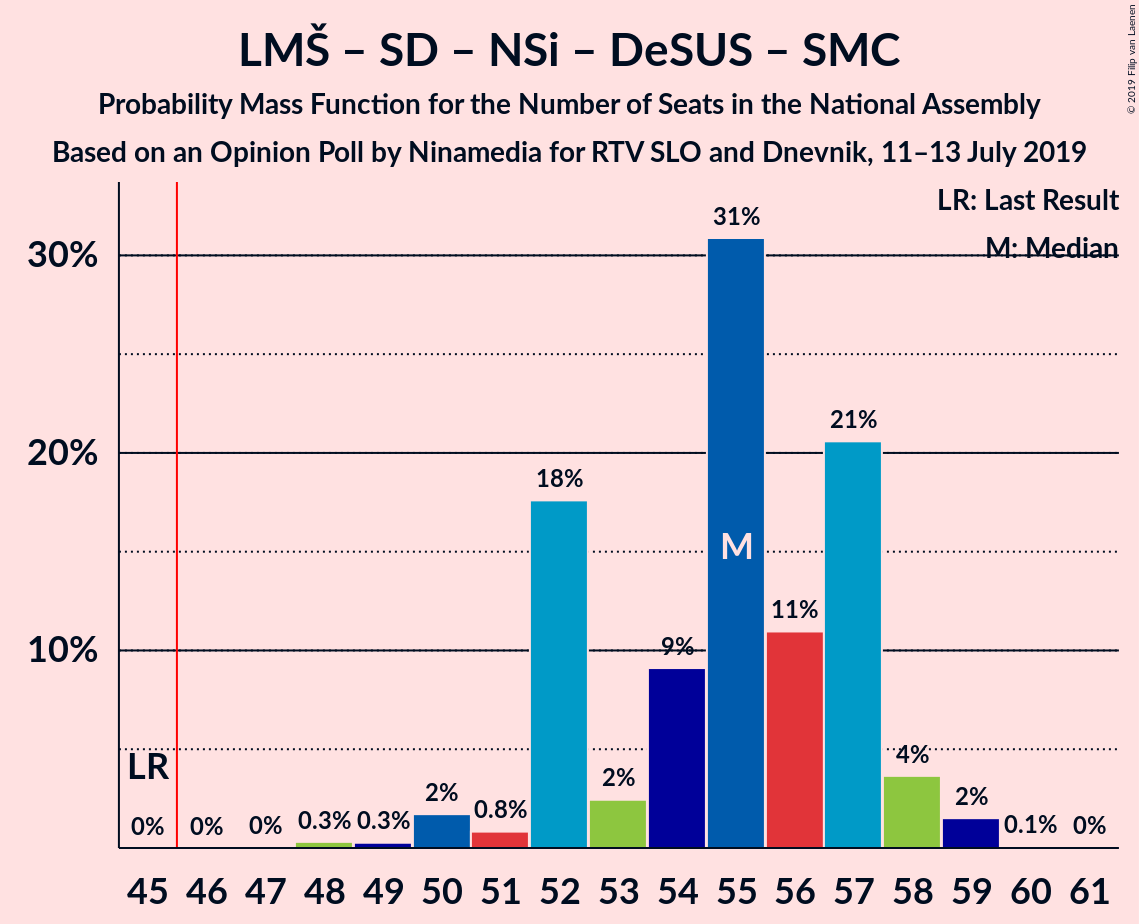 LMŠ – SD – NSi – DeSUS – SMC
Probability Mass Function for the Number of Seats in the National Assembly
Based on an Opinion Poll by Ninamedia for RTV SLO and Dnevnik, 11–13 July 2019
© 2019 Filip van Laenen
LR: Last Result
M: Median
30%
20%
10%
LR
M
0% 0% 0% 0.3% 0.3% 2% 0.8% 18% 2% 9% 31% 11% 21% 4% 2% 0.1% 0%
45 46 47 48 49 50 51 52 53 54 55 56 57 58 59 60 61